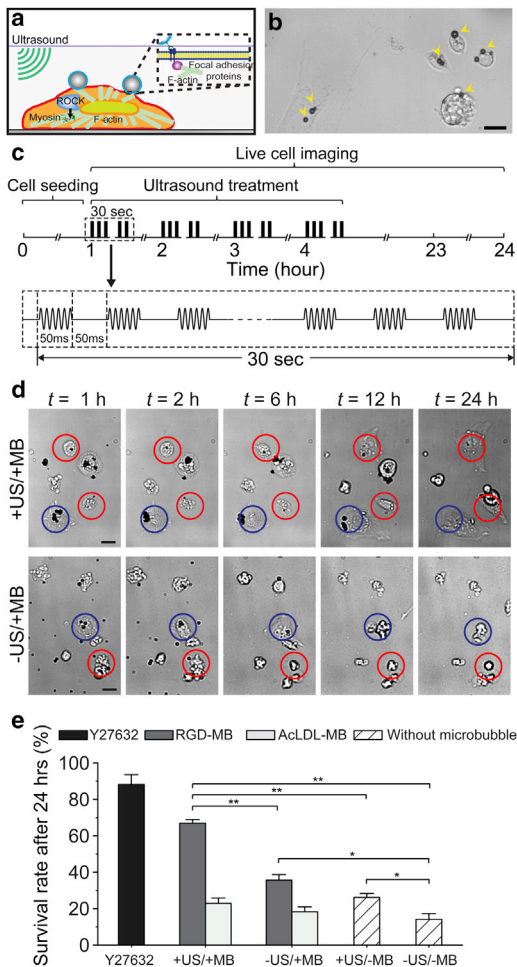 a
Ultrasound
ROCK
Myosin
F-actin
Focal adhesion
proteins
F-actin
b
c
Live cell imaging
Cell seeding
Ultrasound treatment
30 sec
0 1 2 3 4 23 24
Time (hour)
50ms 50ms
30 sec
d
t = 1 h t = 2 h t = 6 h t = 12 h t = 24 h
+US/+MB
-US/+MB
e
Y27632 RGD-MB AcLDL-MB Without microbubble
Survival rate after 24 hrs (%)
100
80
60
40
20
0
**
**
**
*
*
Y27632 +US/+MB -US/+MB +US/-MB -US/-MB